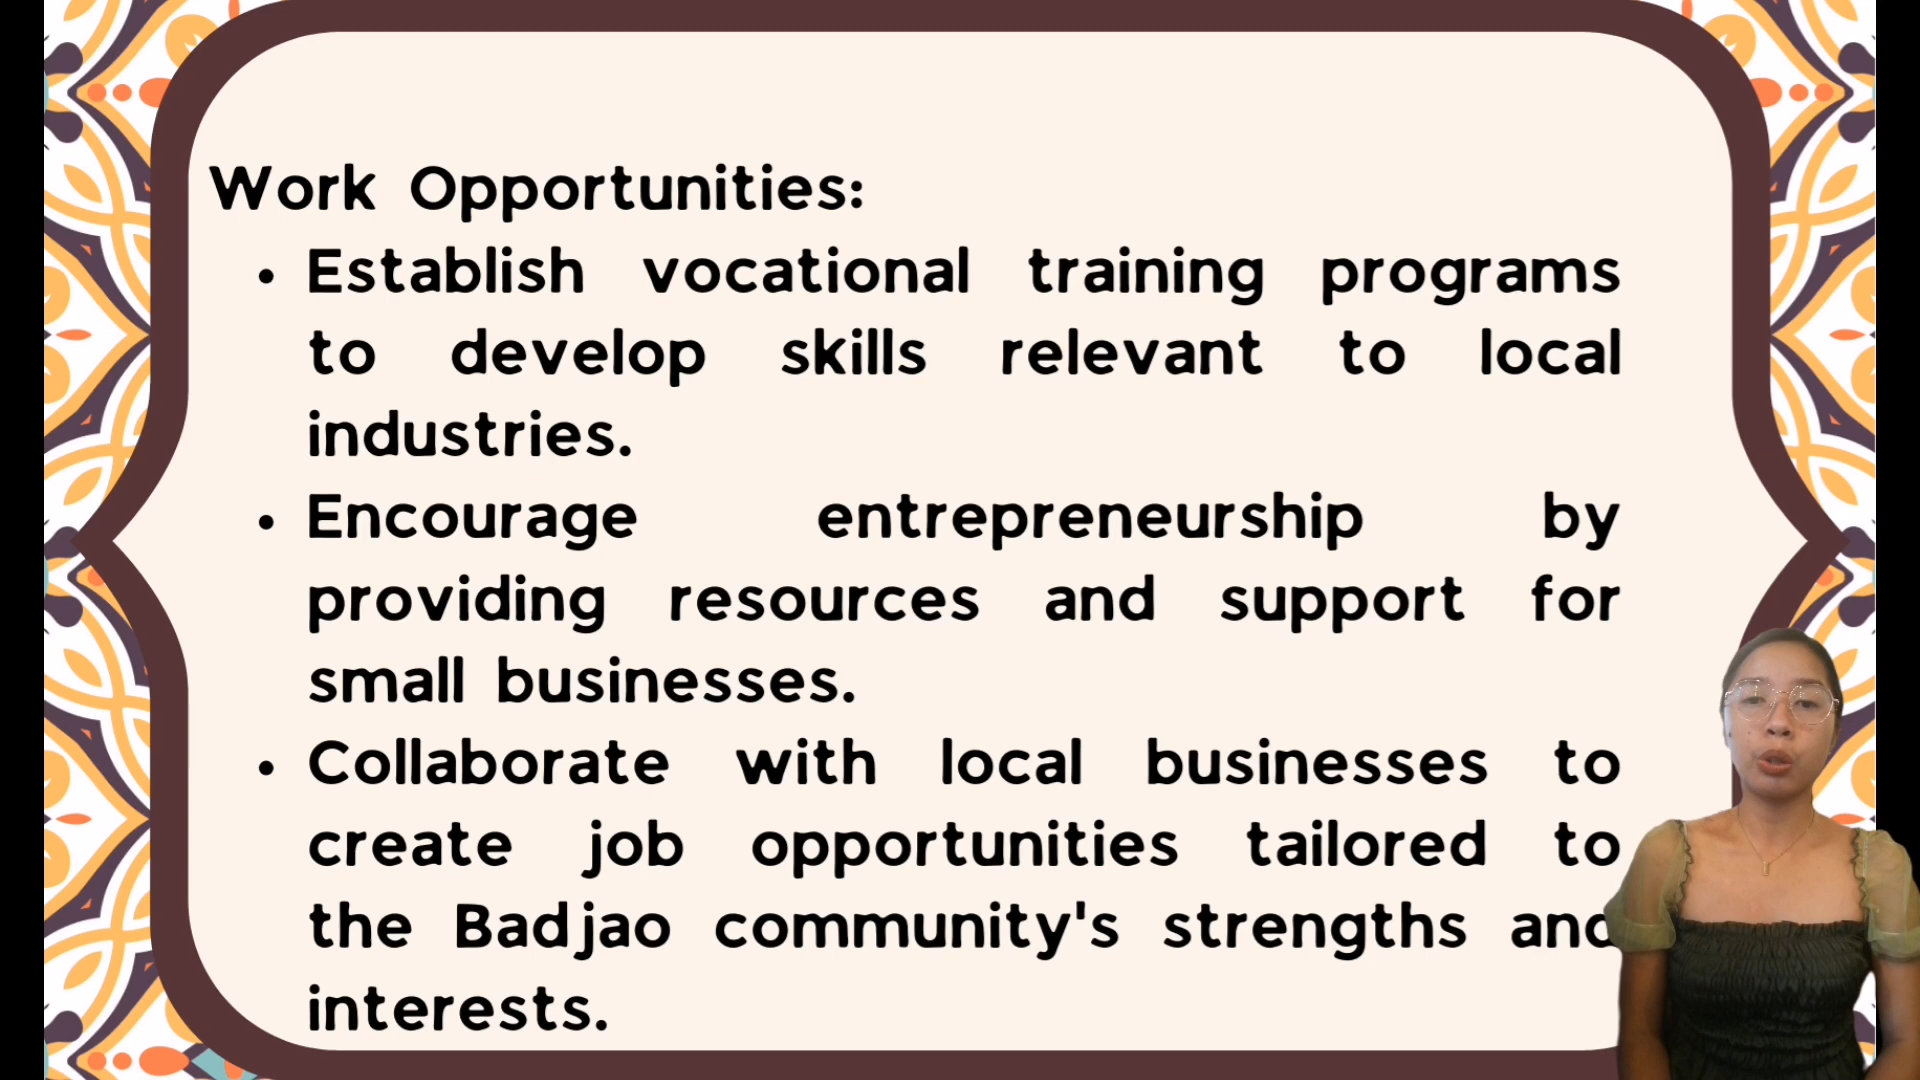 Work Opportunities:
• Establish vocational training programs
to develop skills relevant to local
industries.
• Encourage entrepreneurship by
providing resources and support for
small businesses.
• Collaborate with local businesses to
create job opportunities tailored to
the Badjao community's strengths and
interests.